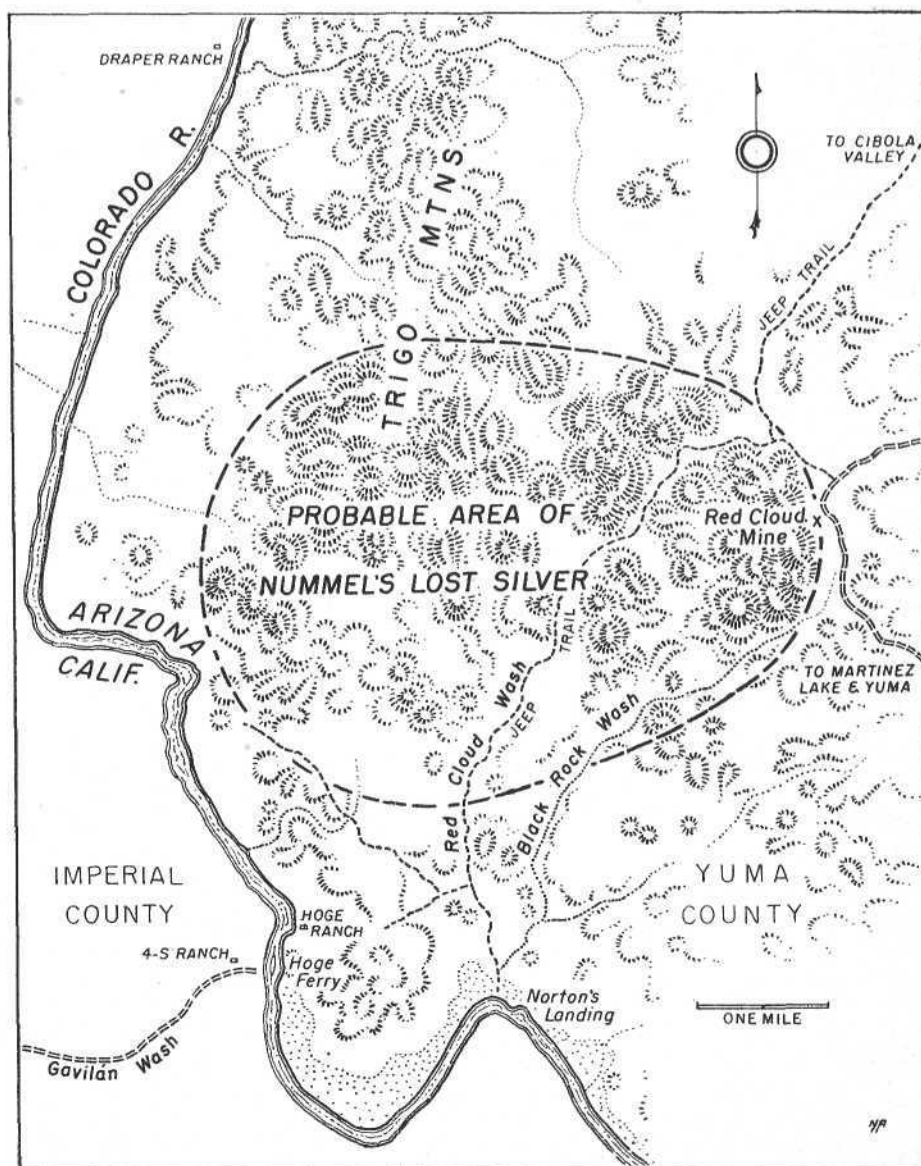 DRAPER RANCH
COLORADO R.
TRIGO MTNS
TO CIBOLA
VALLEY
JEEP TRAIL
PROBABLE AREA OF
NUMMEL'S LOST SILVER
Red Cloud
Mine
x
ARIZONA
CALIF.
TO MARTINEZ
LAKE & YUMA
Red Cloud Wash
JEEP TRAIL
Black Rock Wash
IMPERIAL
COUNTY
YUMA
COUNTY
HOGE
RANCH
4-S RANCH
Hoge
Ferry
Norton's
Landing
ONE MILE
Gavilán Wash